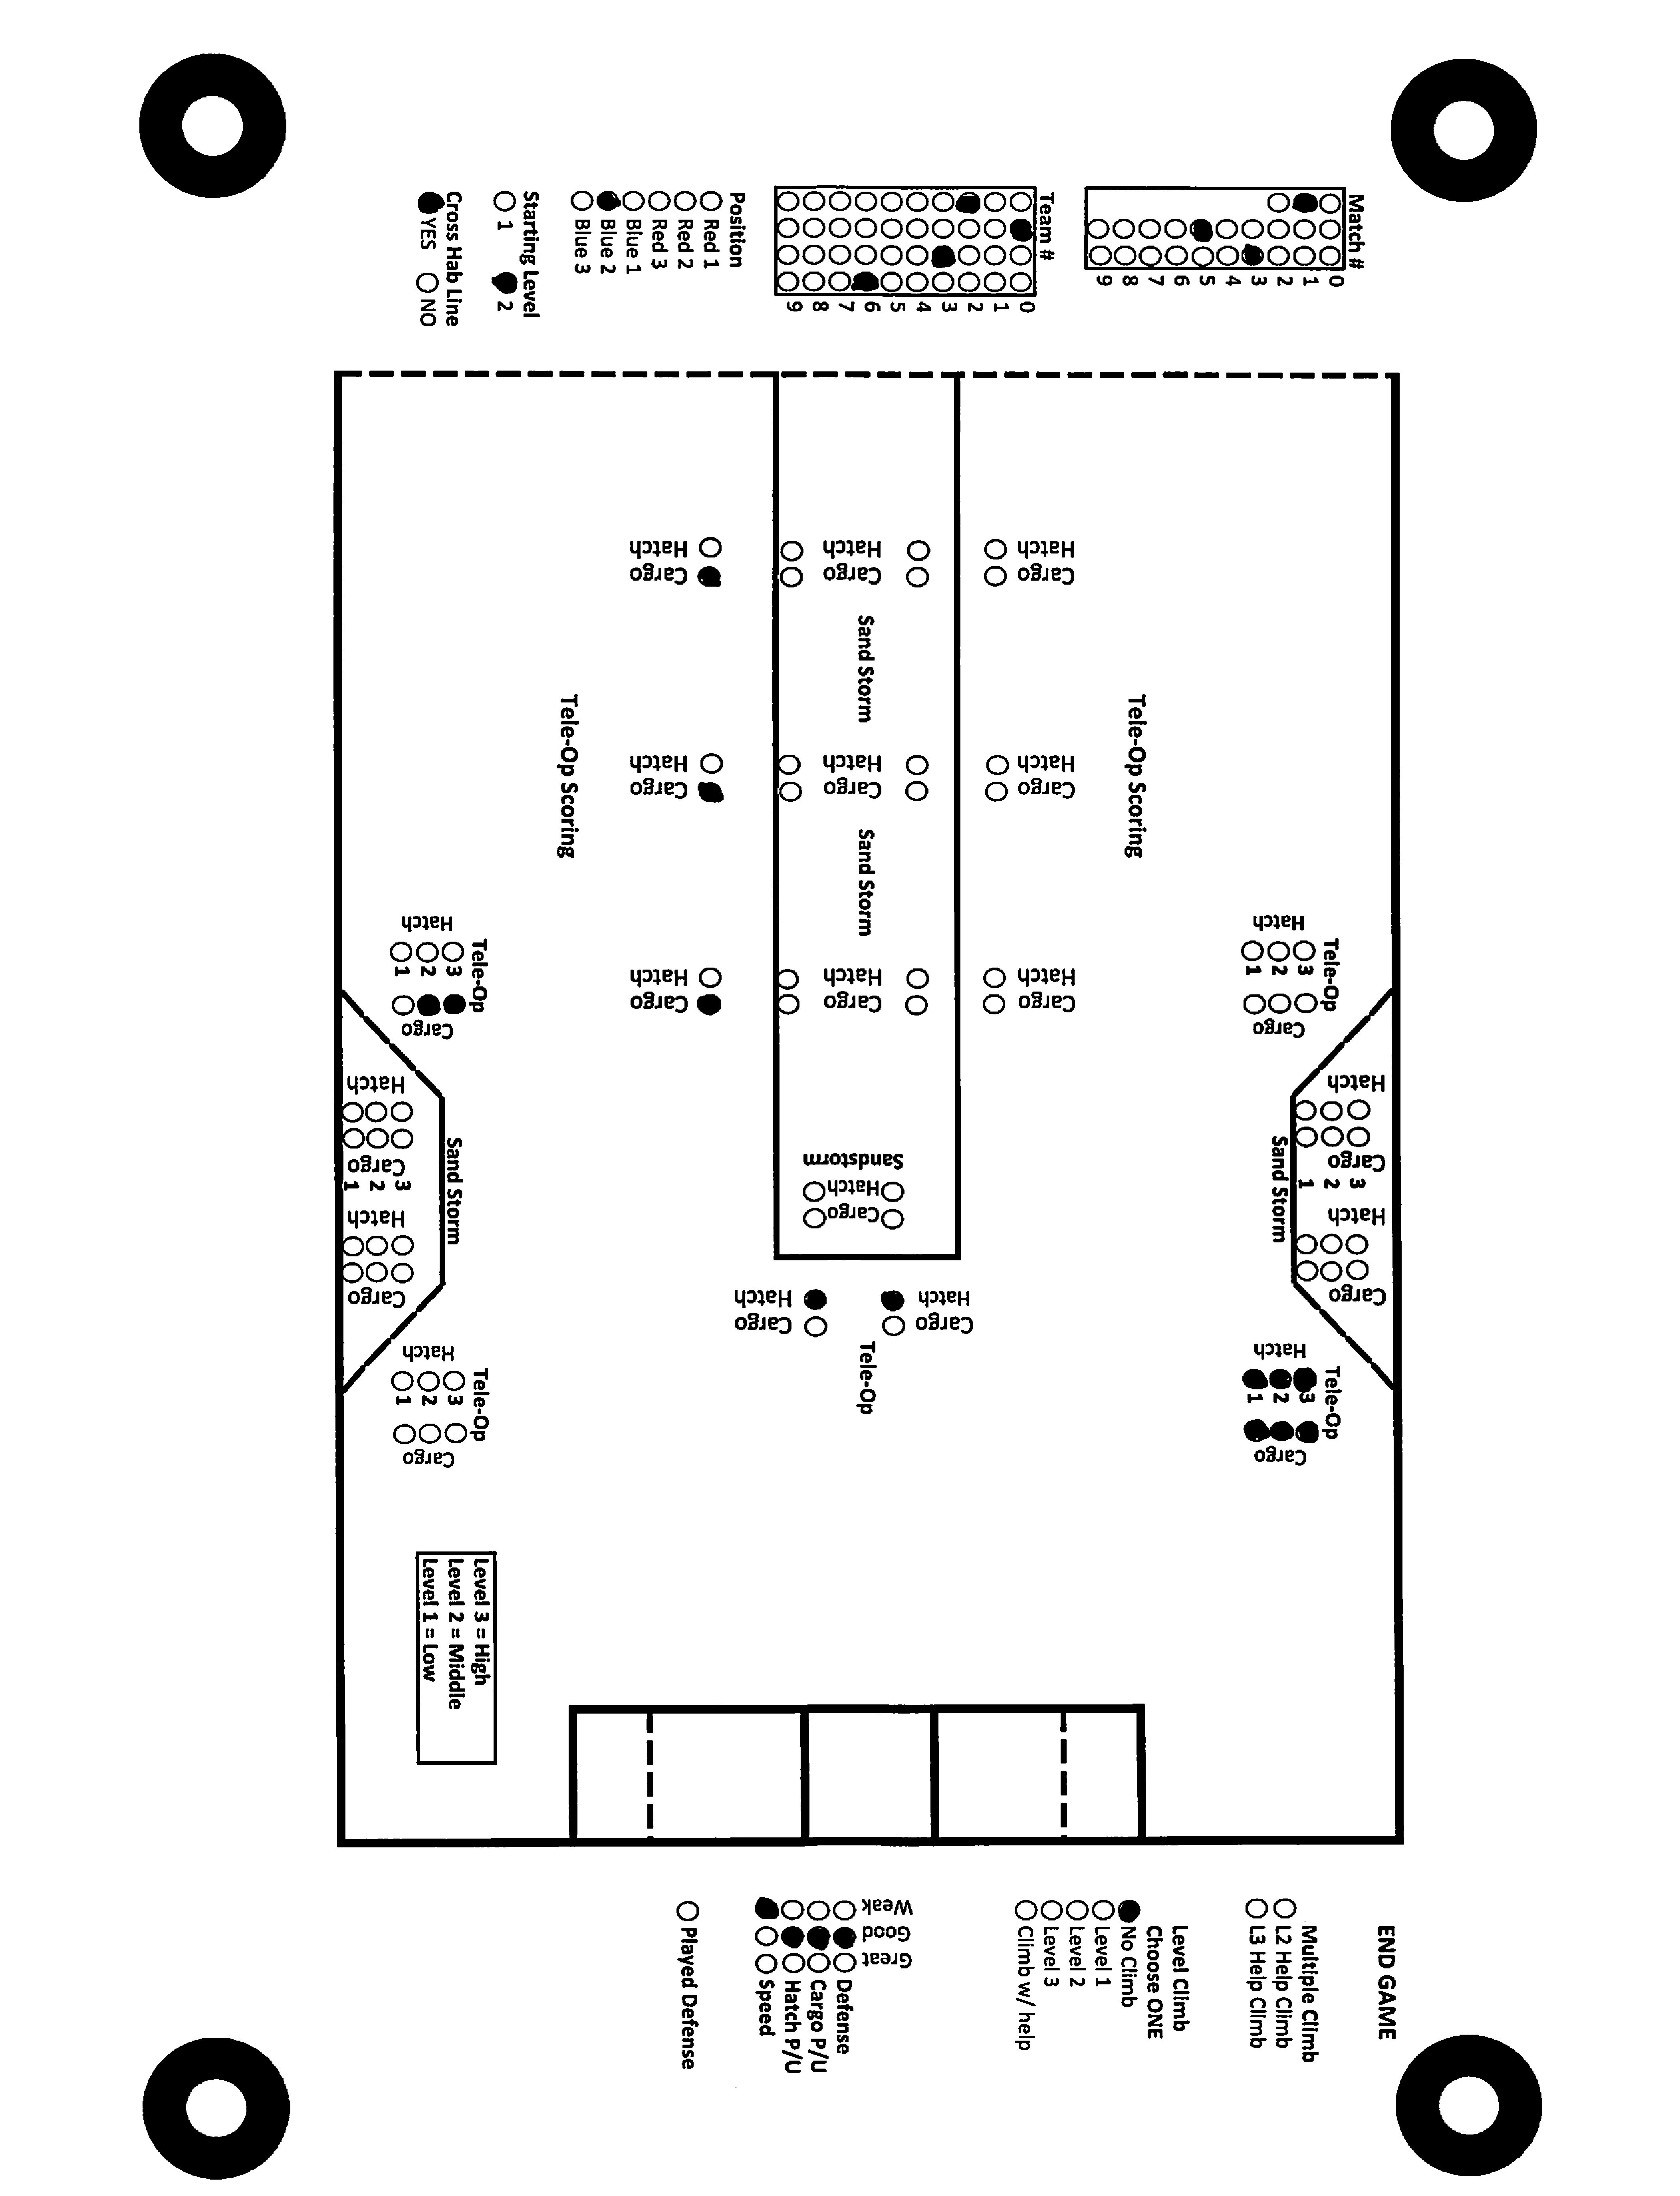 Match #
0
1
2
3
4
5
6
7
8
9
Team #
0
1
2
3
4
5
6
7
8
9
Position
Red 1
Red 2
Red 3
Blue 1
Blue 2
Blue 3
Starting Level
1 2
Cross Hab Line
YES NO
Hatch Hatch Hatch
Cargo Cargo Cargo
Sand Storm
Tele-Op Scoring
Tele-Op Scoring
Hatch Hatch Hatch
Cargo Cargo Cargo
Sand Storm
Hatch Hatch Hatch
Cargo Cargo Cargo
Hatch
1 2 3
Cargo
Tele-Op
Hatch
1 2 3
Cargo
Tele-Op
Hatch
Cargo
1 2 3
Hatch
Cargo
Sand Storm
Sandstorm
Hatch
Cargo
Sand Storm
Hatch
Cargo
1 2 3
Hatch
Cargo
Hatch Hatch
Cargo Cargo
Tele-Op
Hatch
1 2 3
Cargo
Tele-Op
Hatch
1 2 3
Cargo
Tele-Op
Level 3 = High
Level 2 = Middle
Level 1 = Low
END GAME
Multiple Climb
L2 Help Climb
L3 Help Climb
Level Climb
Choose ONE
No Climb
Level 1
Level 2
Level 3
Climb w/ help
Weak
Good
Great
Defense
Cargo P/U
Hatch P/U
Speed
Played Defense